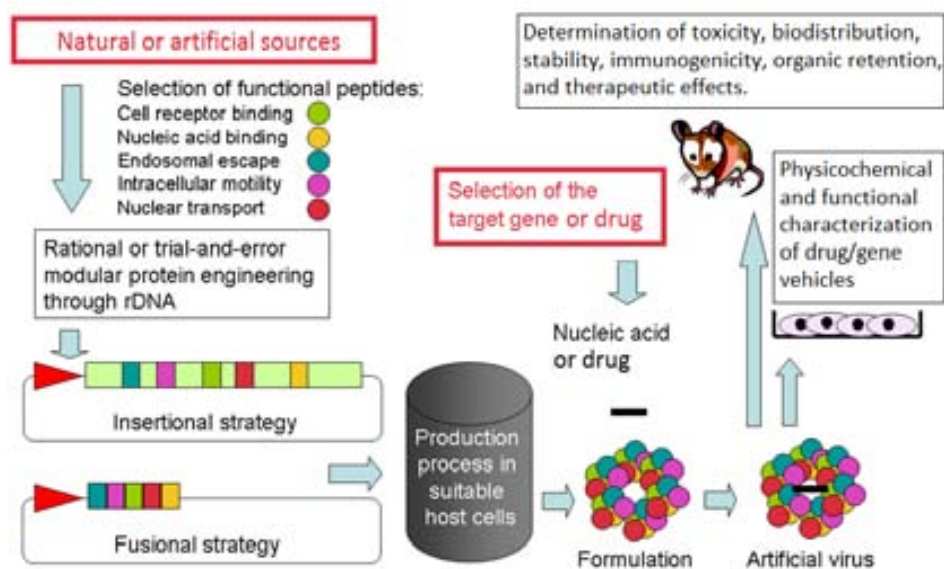 Natural or artificial sources
Selection of functional peptides:
Cell receptor binding
Nucleic acid binding
Endosomal escape
Intracellular motility
Nuclear transport
Rational or trial-and-error
modular protein engineering
through rDNA
Insertional strategy
Fusional strategy
Production
process in
suitable
host cells
Selection of the
target gene or drug
Nucleic acid
or drug
Formulation
Artificial virus
Determination of toxicity, biodistribution,
stability, immunogenicity, organic retention,
and therapeutic effects.
Physicochemical
and functional
characterization
of drug/gene
vehicles